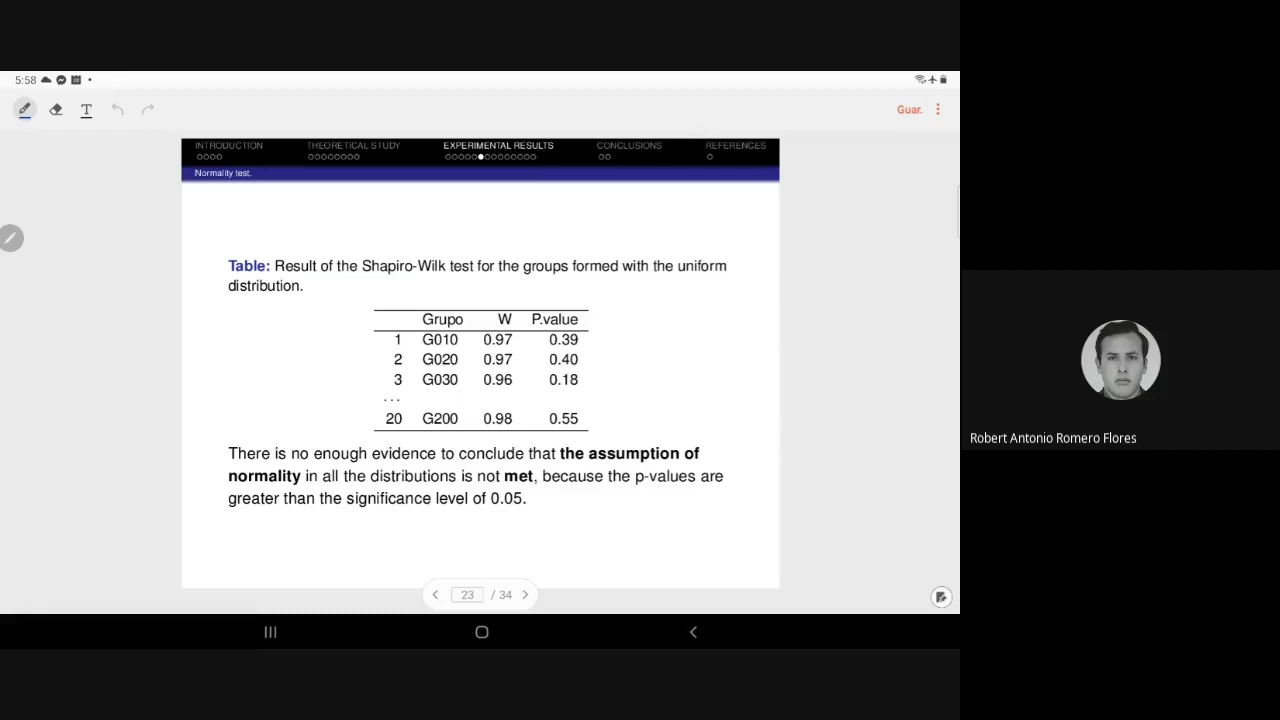 5:58
Guar.
INTRODUCTION THEORETICAL STUDY EXPERIMENTAL RESULTS CONCLUSIONS REFERENCES
Normality test.
Table: Result of the Shapiro-Wilk test for the groups formed with the uniform
distribution.
Grupo W P.value
1 G010 0.97 0.39
2 G020 0.97 0.40
3 G030 0.96 0.18
...
20 G200 0.98 0.55
There is no enough evidence to conclude that the assumption of
normality in all the distributions is not met, because the p-values are
greater than the significance level of 0.05.
23 / 34
Robert Antonio Romero Flores